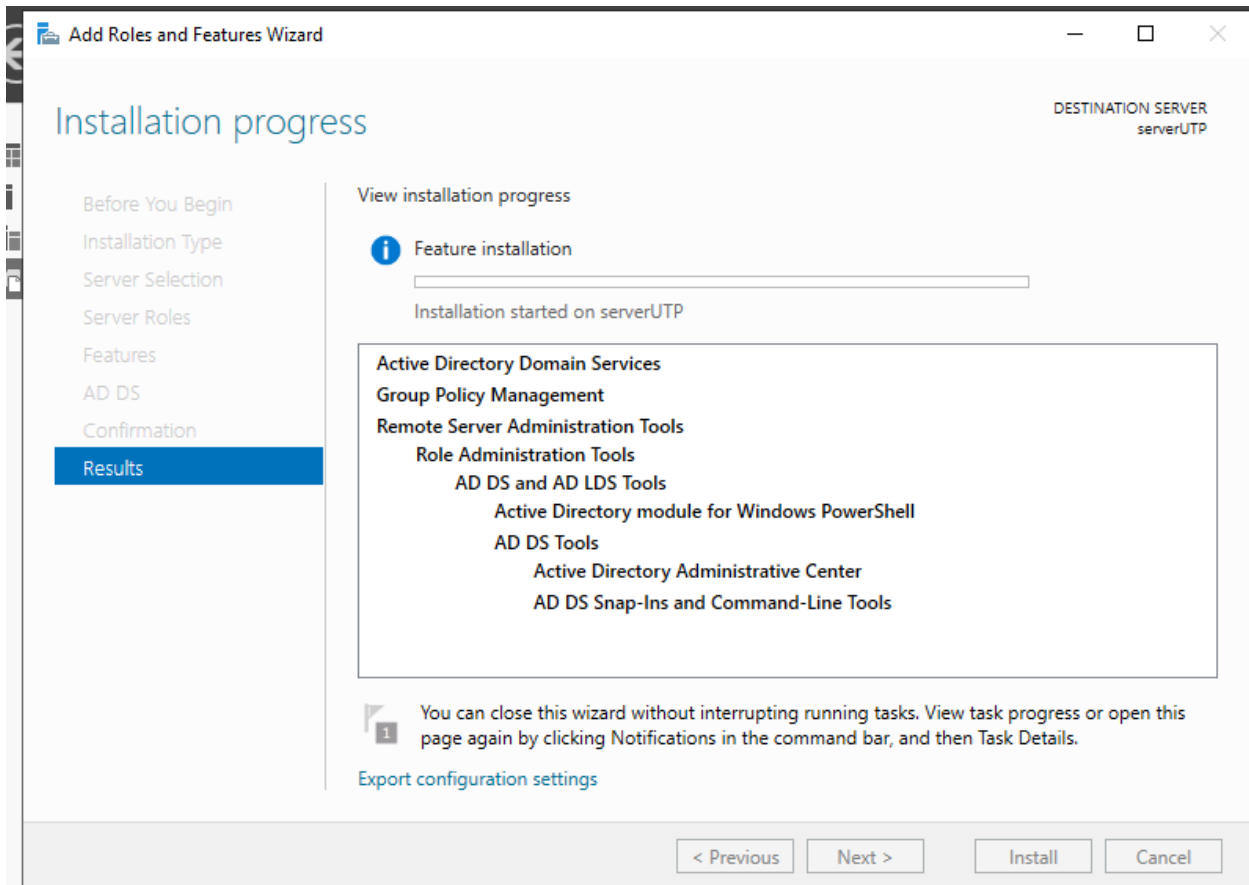 Add Roles and Features Wizard
Installation progress
DESTINATION SERVER
serverUTP
Before You Begin
Installation Type
Server Selection
Server Roles
Features
AD DS
Confirmation
Results
View installation progress
Feature installation
Installation started on serverUTP
Active Directory Domain Services
Group Policy Management
Remote Server Administration Tools
Role Administration Tools
AD DS and AD LDS Tools
Active Directory module for Windows PowerShell
AD DS Tools
Active Directory Administrative Center
AD DS Snap-Ins and Command-Line Tools
1
You can close this wizard without interrupting running tasks. View task progress or open this
page again by clicking Notifications in the command bar, and then Task Details.
Export configuration settings
< Previous
Next >
Install
Cancel